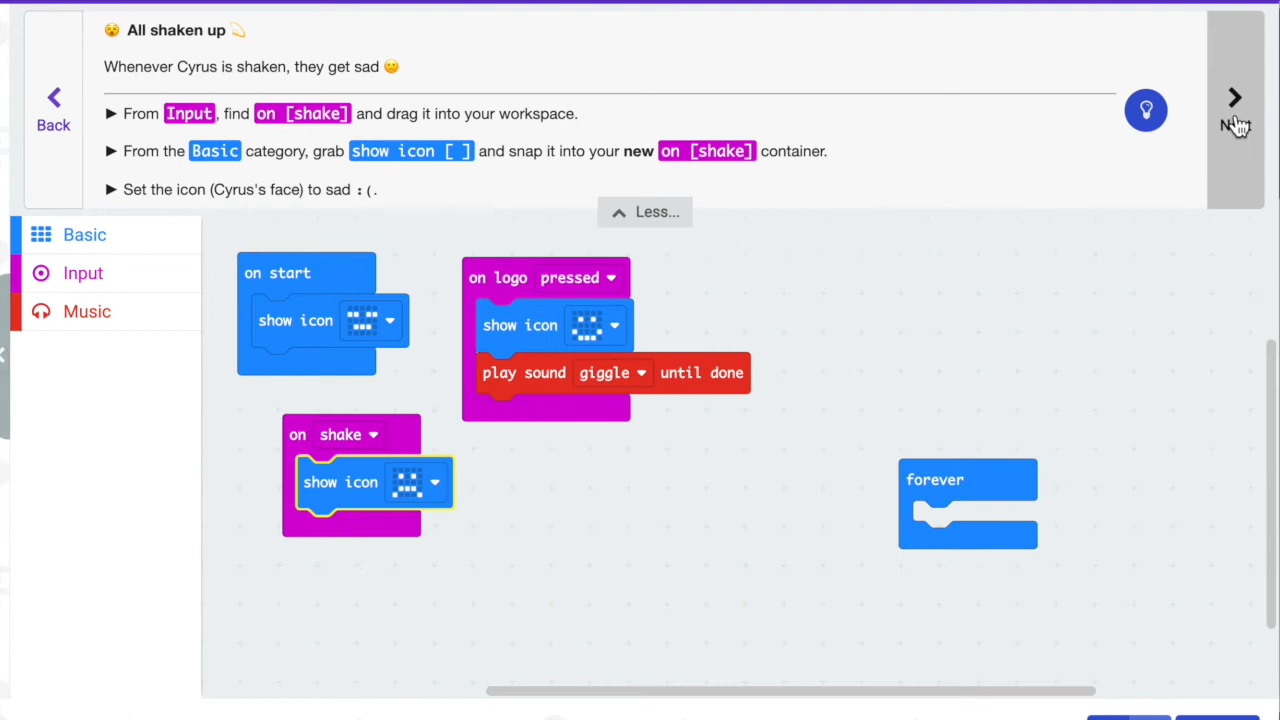 😵 All shaken up 💫
Whenever Cyrus is shaken, they get sad 🙁
► From Input, find on [shake] and drag it into your workspace.
► From the Basic category, grab show icon [ ] and snap it into your new on [shake] container.
► Set the icon (Cyrus's face) to sad :(.
Back
Less...
Basic
Input
Music
on start
show icon
on logo pressed
show icon
play sound giggle until done
on shake
show icon
forever